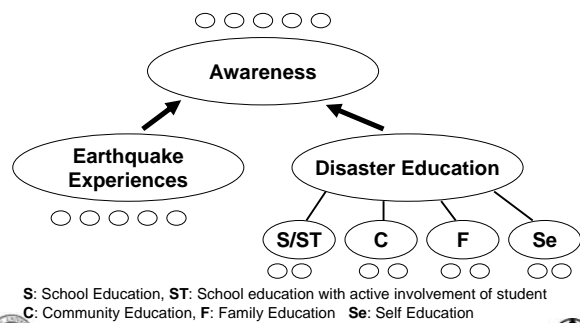 Awareness
Earthquake
Experiences
Disaster Education
S/ST
C
F
Se
S: School Education, ST: School education with active involvement of student
C: Community Education, F: Family Education Se: Self Education